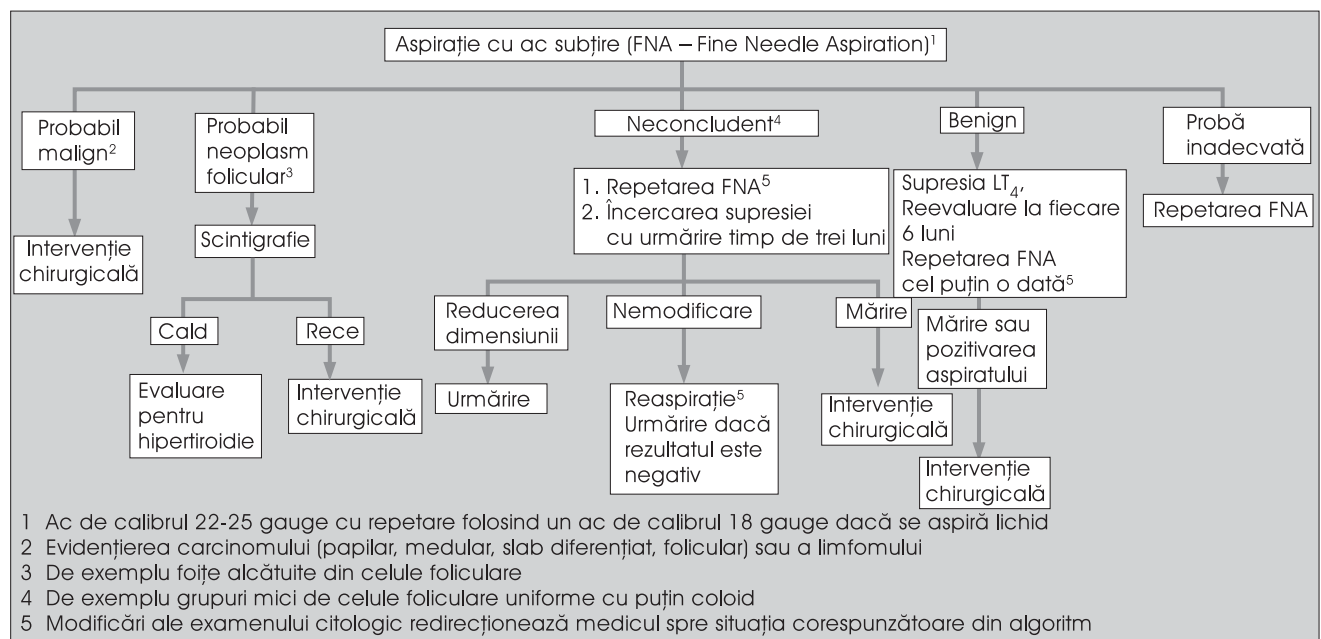 Aspirație cu ac subțire (FNA – Fine Needle Aspiration)¹
Probabil
malign²
Intervenție
chirurgicală
Probabil
neoplasm
folicular³
Scintigrafie
Cald
Evaluare
pentru
hipertiroidie
Rece
Intervenție
chirurgicală
Neconcludent⁴
1. Repetarea FNA⁵
2. Încercarea supresiei
cu urmărire timp de trei luni
Reducerea
dimensiunii
Urmărire
Nemodificare
Reaspirație⁵
Urmărire dacă
rezultatul este
negativ
Mărire
Intervenție
chirurgicală
Benign
Supresia LT₄,
Reevaluare la fiecare
6 luni
Repetarea FNA
cel puțin o dată⁵
Mărire sau
pozitivarea
aspiratului
Intervenție
chirurgicală
Probă
inadecvată
Repetarea FNA
1 Ac de calibrul 22-25 gauge cu repetare folosind un ac de calibrul 18 gauge dacă se aspiră lichid
2 Evidențierea carcinomului (papilar, medular, slab diferențiat, folicular) sau a limfomului
3 De exemplu foițe alcătuite din celule foliculare
4 De exemplu grupuri mici de celule foliculare uniforme cu puțin coloid
5 Modificări ale examenului citologic redirecționează medicul spre situația corespunzătoare din algoritm